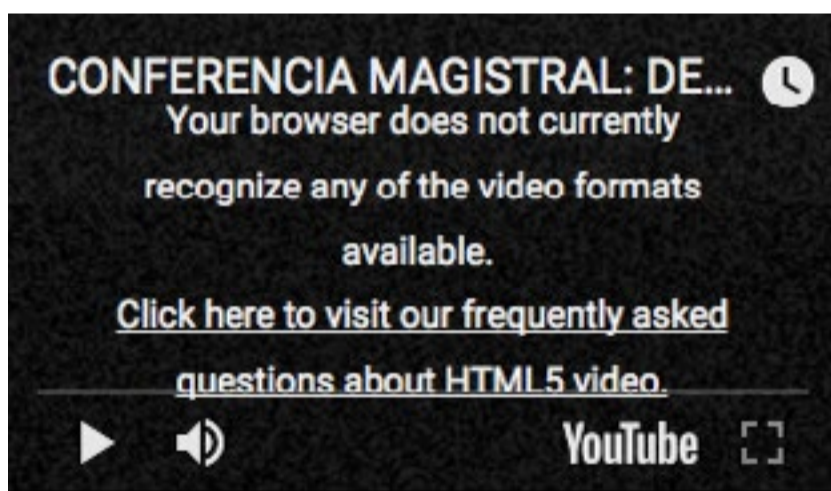 CONFERENCIA MAGISTRAL: DE...
Your browser does not currently
recognize any of the video formats
available.
Click here to visit our frequently asked
questions about HTML5 video.
YouTube